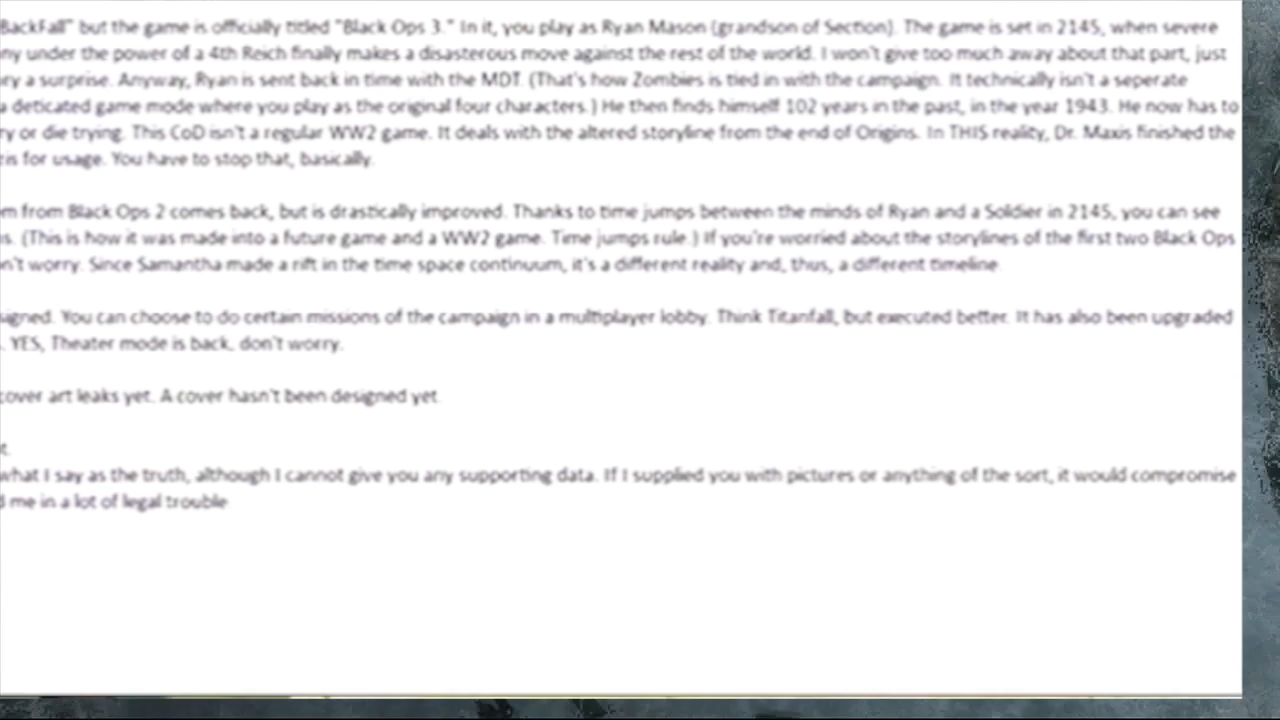 BackFall" but the game is officially titled "Black Ops 3." In it, you play as Ryan Mason (grandson of Section). The game is set in 2145, when severe
ny under the power of a 4th Reich finally makes a disasterous move against the rest of the world. I won't give too much away about that part, just
ry a surprise. Anyway, Ryan is sent back in time with the MDT. (That's how Zombies is tied in with the campaign. It technically isn't a seperate
a deticated game mode where you play as the original four characters.) He then finds himself 102 years in the past, in the year 1943. He now has to
ry or die trying. This CoD isn't a regular WW2 game. It deals with the altered storyline from the end of Origins. In THIS reality, Dr. Maxis finished the
zis for usage. You have to stop that, basically.
m from Black Ops 2 comes back, but is drastically improved. Thanks to time jumps between the minds of Ryan and a Soldier in 2145, you can see
s. (This is how it was made into a future game and a WW2 game. Time jumps rule.) If you're worried about the storylines of the first two Black Ops
n't worry. Since Samantha made a rift in the time space continuum, it's a different reality and, thus, a different timeline.
signed. You can choose to do certain missions of the campaign in a multiplayer lobby. Think Titanfall, but executed better. It has also been upgraded
. YES, Theater mode is back, don't worry.
cover art leaks yet. A cover hasn't been designed yet.
t.
what I say as the truth, although I cannot give you any supporting data. If I supplied you with pictures or anything of the sort, it would compromise
d me in a lot of legal trouble.